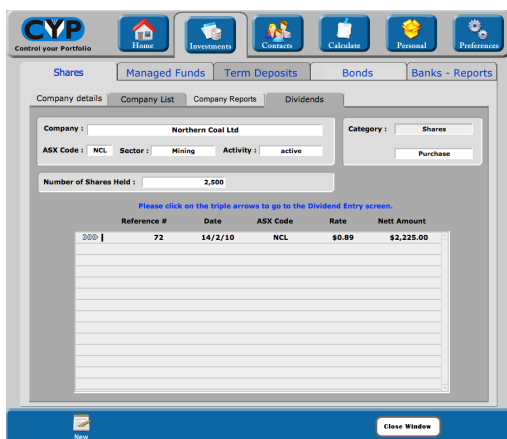 CYP
Control your Portfolio
Home Investments Contacts Calculate Personal Preferences
Shares Managed Funds Term Deposits Bonds Banks - Reports
Company details Company List Company Reports Dividends
Company : Northern Coal Ltd Category : Shares
ASX Code : NCL Sector : Mining Activity : active Purchase
Number of Shares Held : 2,500
Please click on the triple arrows to go to the Dividend Entry screen.
Reference # Date ASX Code Rate Nett Amount
72 14/2/10 NCL $0.89 $2,225.00
Close Window
New